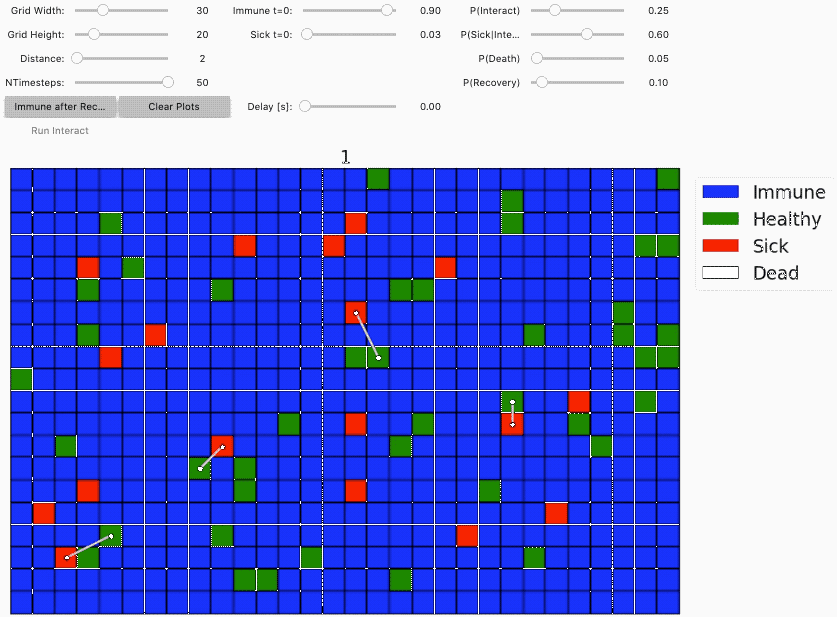 Grid Width: 30 Immune t=0: 0.90 P(Interact) 0.25
Grid Height: 20 Sick t=0: 0.03 P(Sick|Inte... 0.60
Distance: 2 P(Death) 0.05
NTimesteps: 50 P(Recovery) 0.10
Immune after Rec... Clear Plots Delay [s]: 0.00
Run Interact
1
Immune
Healthy
Sick
Dead